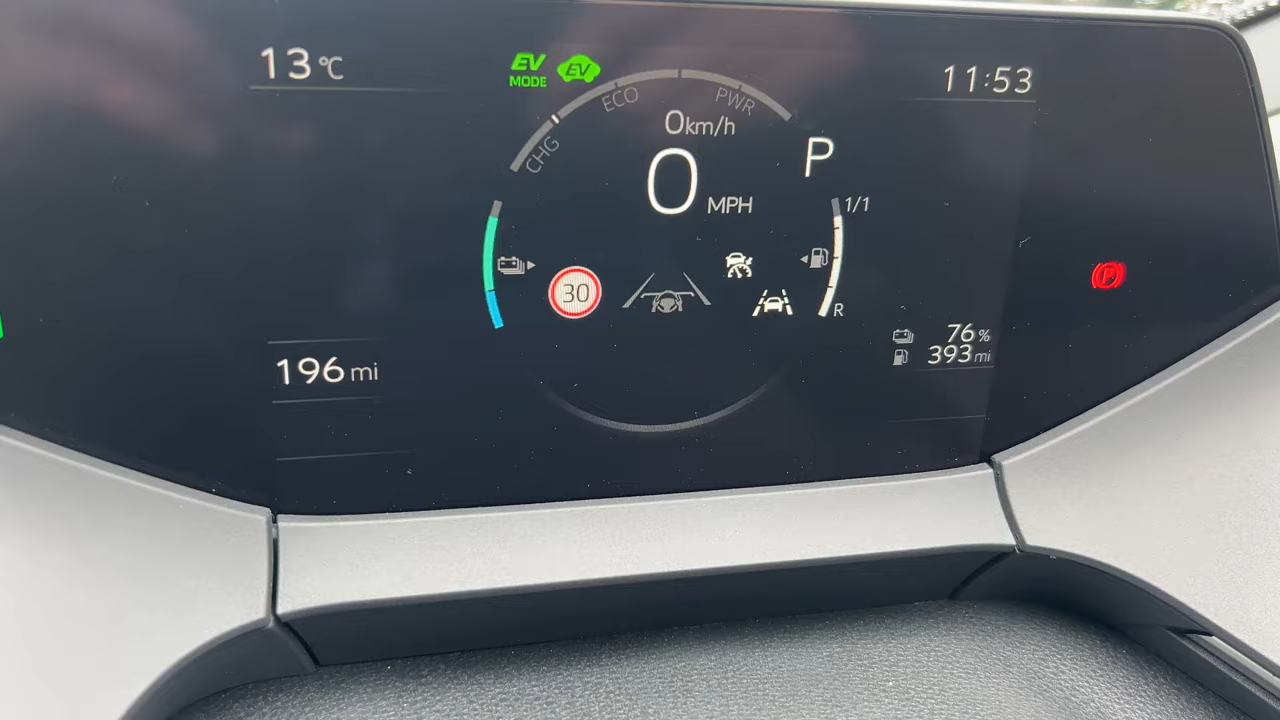 13°C
EV
MODE
EV
11:53
ECO
PWR
CHG
0km/h
0 MPH
P
1/1
30
R
P
76%
393 mi
196 mi